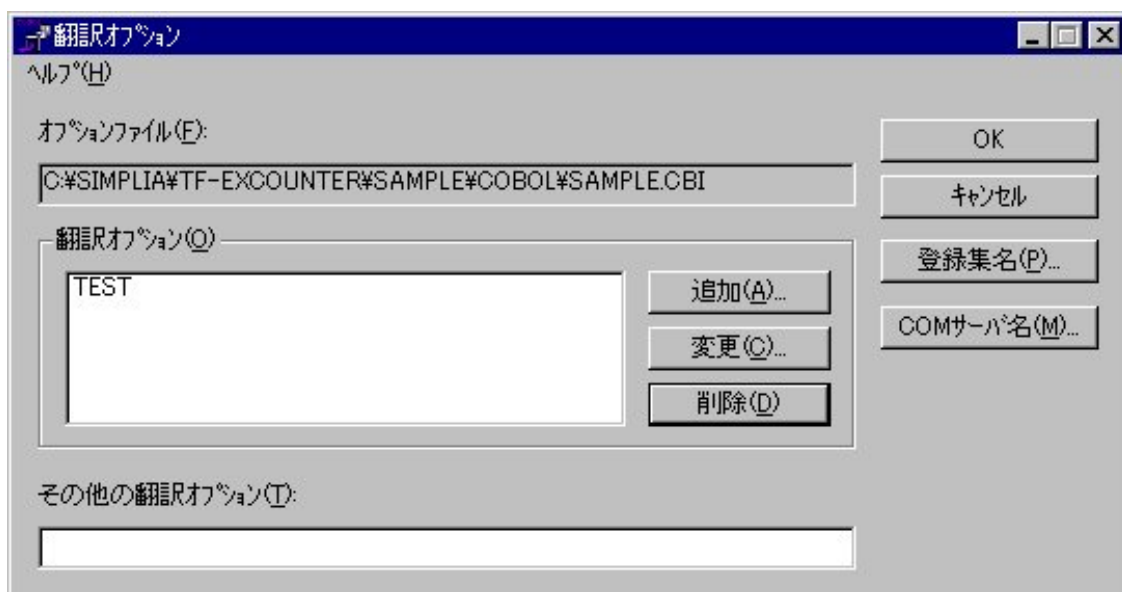 翻訳オプション
ヘルプ(H)
オプションファイル(F):
C:¥SIMPLIA¥TF-EXCOUNTER¥SAMPLE¥COBOL¥SAMPLE.CBI
翻訳オプション(O)
TEST
追加(A)...
変更(C)...
削除(D)
その他の翻訳オプション(T):
OK
キャンセル
登録集名(P)...
COMサーバ名(M)...